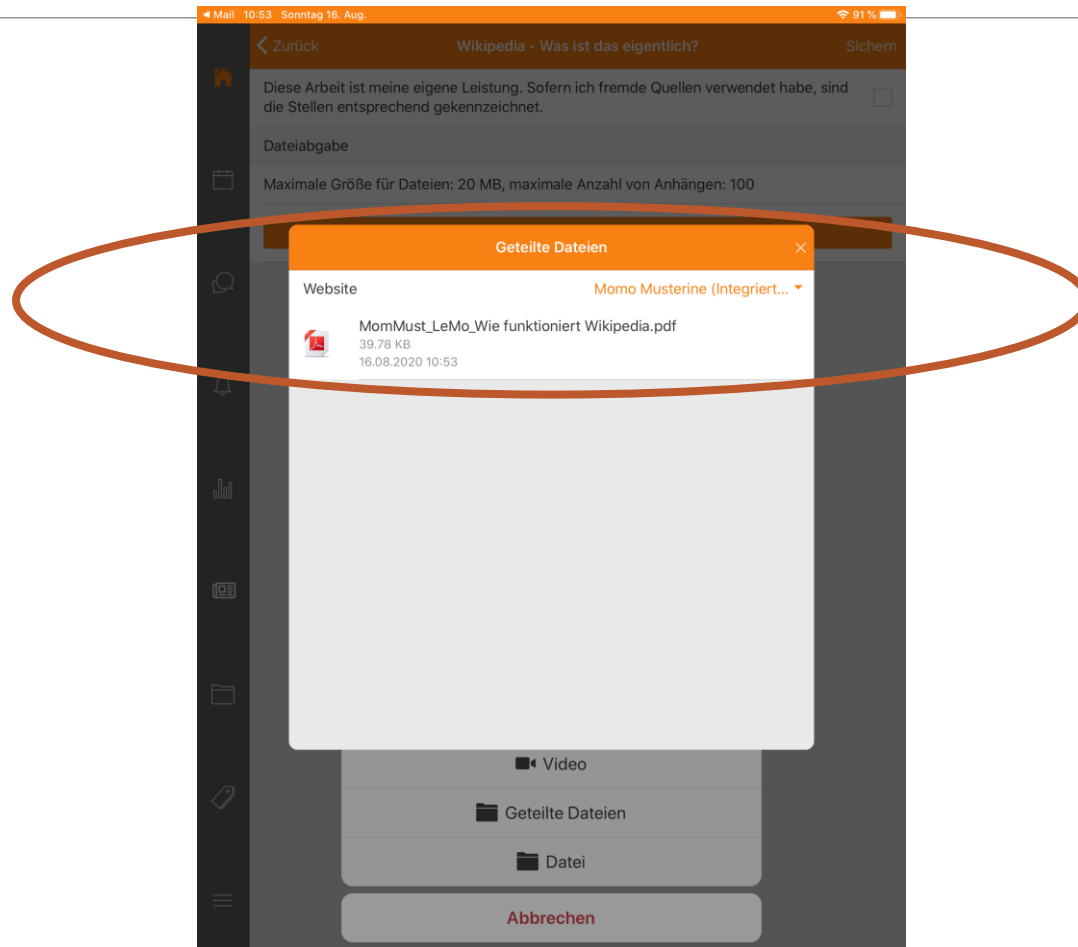 Mail 10:53 Sonntag 16. Aug. 91 %
Zurück Wikipedia - Was ist das eigentlich? Sichern
Diese Arbeit ist meine eigene Leistung. Sofern ich fremde Quellen verwendet habe, sind
die Stellen entsprechend gekennzeichnet.
Dateiabgabe
Maximale Größe für Dateien: 20 MB, maximale Anzahl von Anhängen: 100
Geteilte Dateien
Website Momo Musterine (Integriert...
MomMust_LeMo_Wie funktioniert Wikipedia.pdf
39.78 KB
16.08.2020 10:53
Video
Geteilte Dateien
Datei
Abbrechen